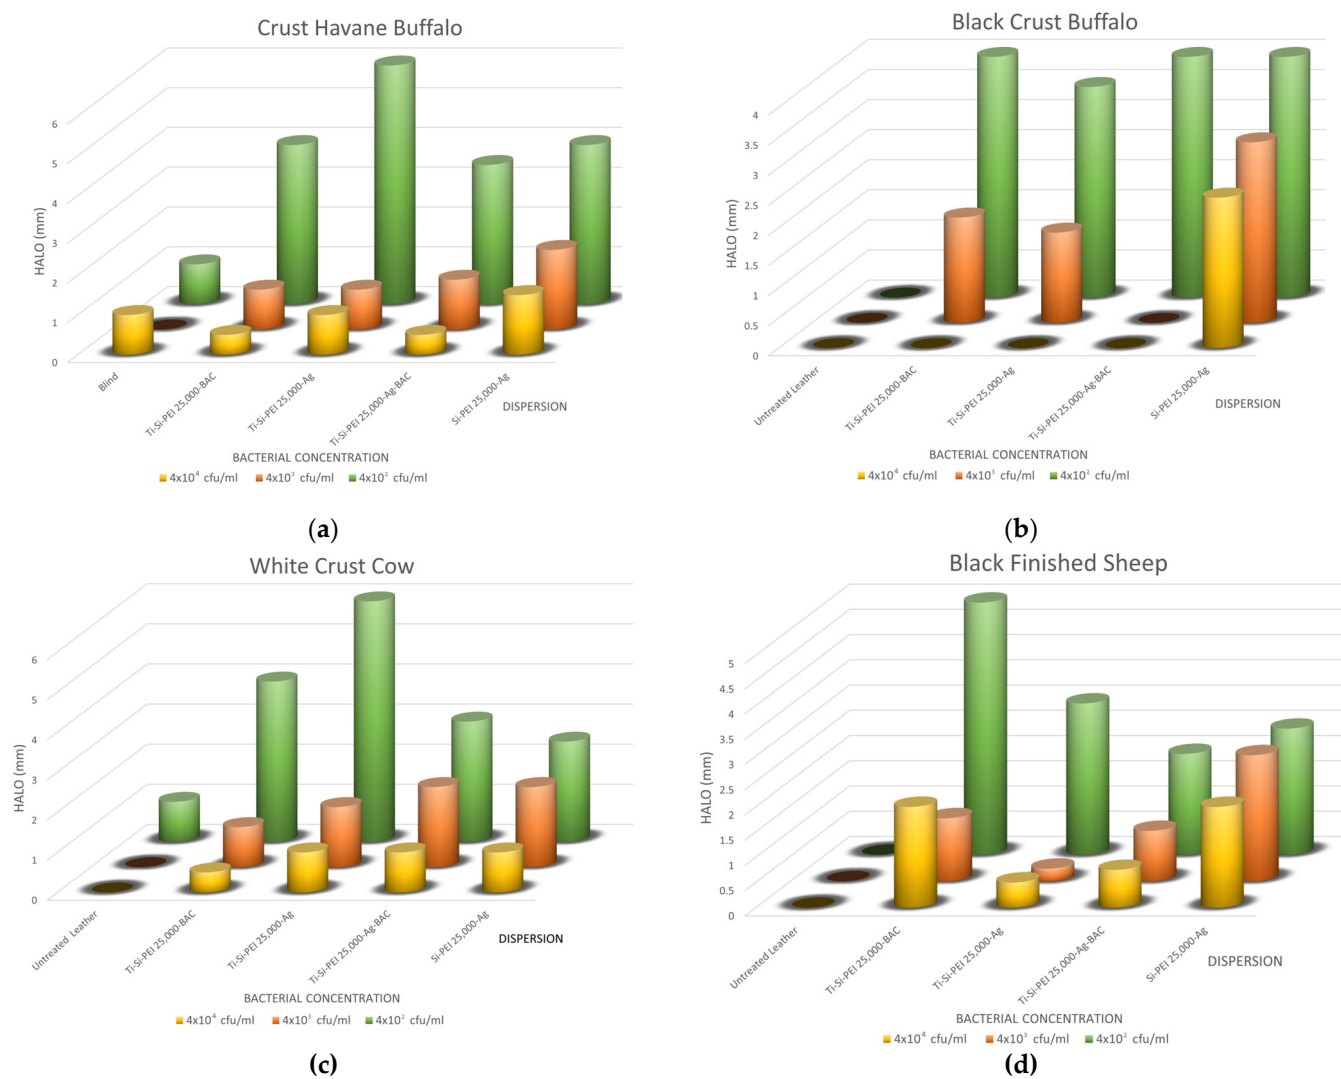 Crust Havane Buffalo
6
5
4
3
2
1
0
HALO (mm)
Blind
Ti-Si-PEI 25,000-BAC
Ti-Si-PEI 25,000-Ag
Ti-Si-PEI 25,000-Ag-BAC
Si-PEI 25,000-Ag
DISPERSION
BACTERIAL CONCENTRATION
4x10⁴ cfu/ml 4x10³ cfu/ml 4x10² cfu/ml
(a)
Black Crust Buffalo
4
3.5
3
2.5
2
1.5
1
0.5
0
HALO (mm)
Untreated Leather
Ti-Si-PEI 25,000-BAC
Ti-Si-PEI 25,000-Ag
Ti-Si-PEI 25,000-Ag-BAC
Si-PEI 25,000-Ag
DISPERSION
BACTERIAL CONCENTRATION
4x10⁴ cfu/ml 4x10³ cfu/ml 4x10² cfu/ml
(b)
White Crust Cow
6
5
4
3
2
1
0
HALO (mm)
Untreated Leather
Ti-Si-PEI 25,000-BAC
Ti-Si-PEI 25,000-Ag
Ti-Si-PEI 25,000-Ag-BAC
Si-PEI 25,000-Ag
DISPERSION
BACTERIAL CONCENTRATION
4x10⁴ cfu/ml 4x10³ cfu/ml 4x10² cfu/ml
(c)
Black Finished Sheep
5
4.5
4
3.5
3
2.5
2
1.5
1
0.5
0
HALO (mm)
Untreated Leather
Ti-Si-PEI 25,000-BAC
Ti-Si-PEI 25,000-Ag
Ti-Si-PEI 25,000-Ag-BAC
Si-PEI 25,000-Ag
DISPERSION
BACTERIAL CONCENTRATION
4x10⁴ cfu/ml 4x10³ cfu/ml 4x10² cfu/ml
(d)